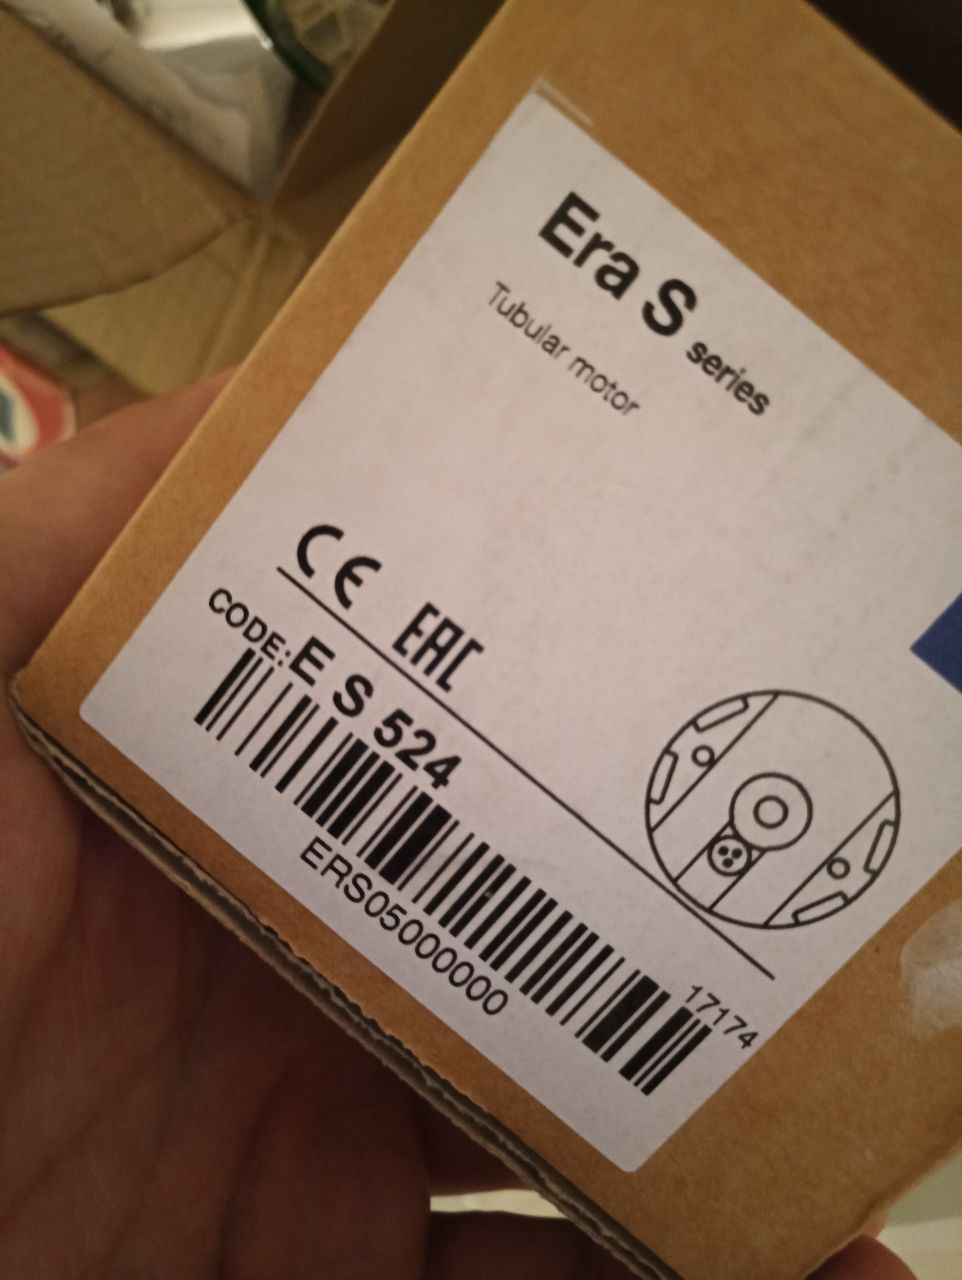 Era S series
Tubular motor
CE EAC
CODE: E S 524
ERS05000000
17174